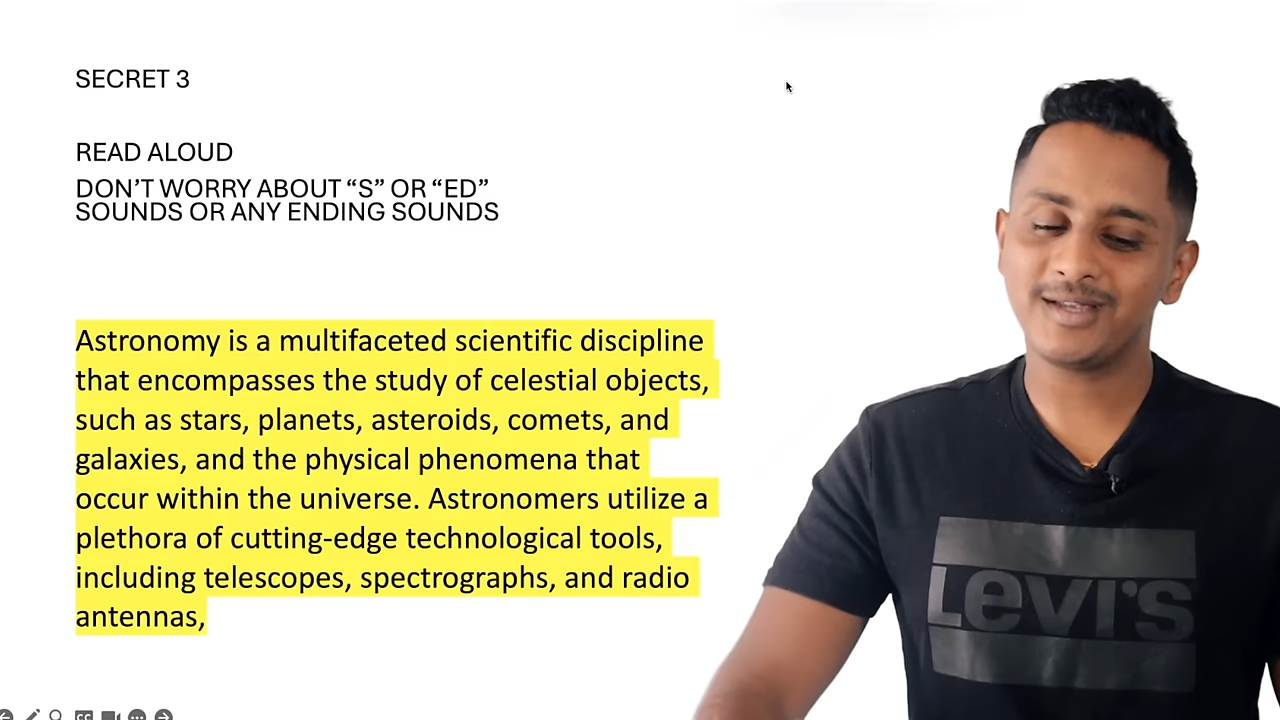 SECRET 3
READ ALOUD
DON’T WORRY ABOUT “S” OR “ED”
SOUNDS OR ANY ENDING SOUNDS
Astronomy is a multifaceted scientific discipline
that encompasses the study of celestial objects,
such as stars, planets, asteroids, comets, and
galaxies, and the physical phenomena that
occur within the universe. Astronomers utilize a
plethora of cutting-edge technological tools,
including telescopes, spectrographs, and radio
antennas,
LEVI'S
CC